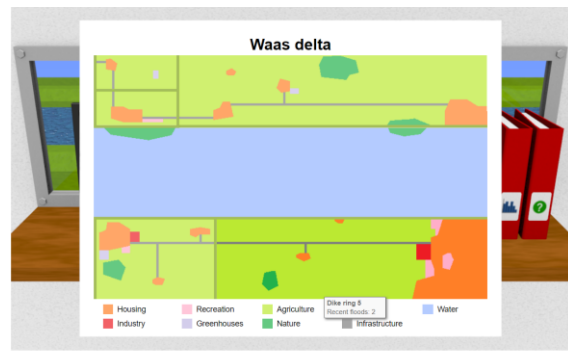 Waas delta
Dike ring 5
Recent floods: 2
Housing Recreation Agriculture Water
Industry Greenhouses Nature Infrastructure
?